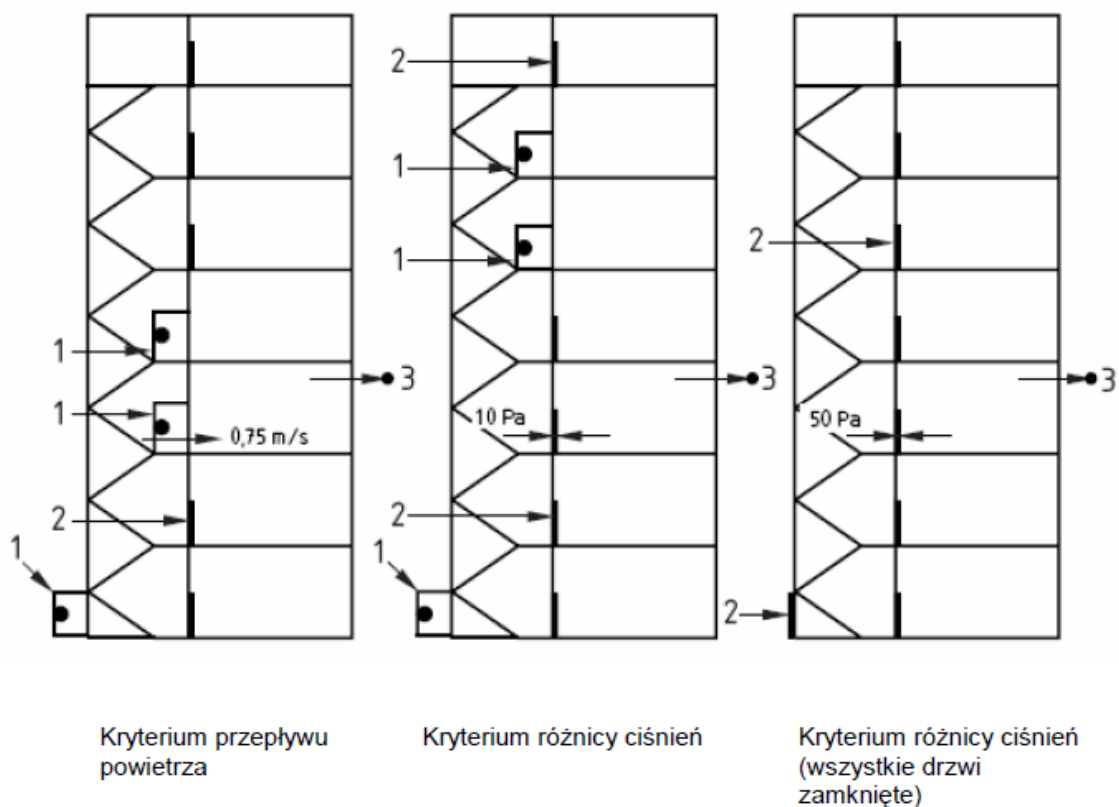 2
1
1
1
1
0,75 m/s
2
1
3
10 Pa
2
1
3
2
50 Pa
2
3
Kryterium przepływu
powietrza
Kryterium różnicy ciśnień
Kryterium różnicy ciśnień
(wszystkie drzwi
zamknięte)